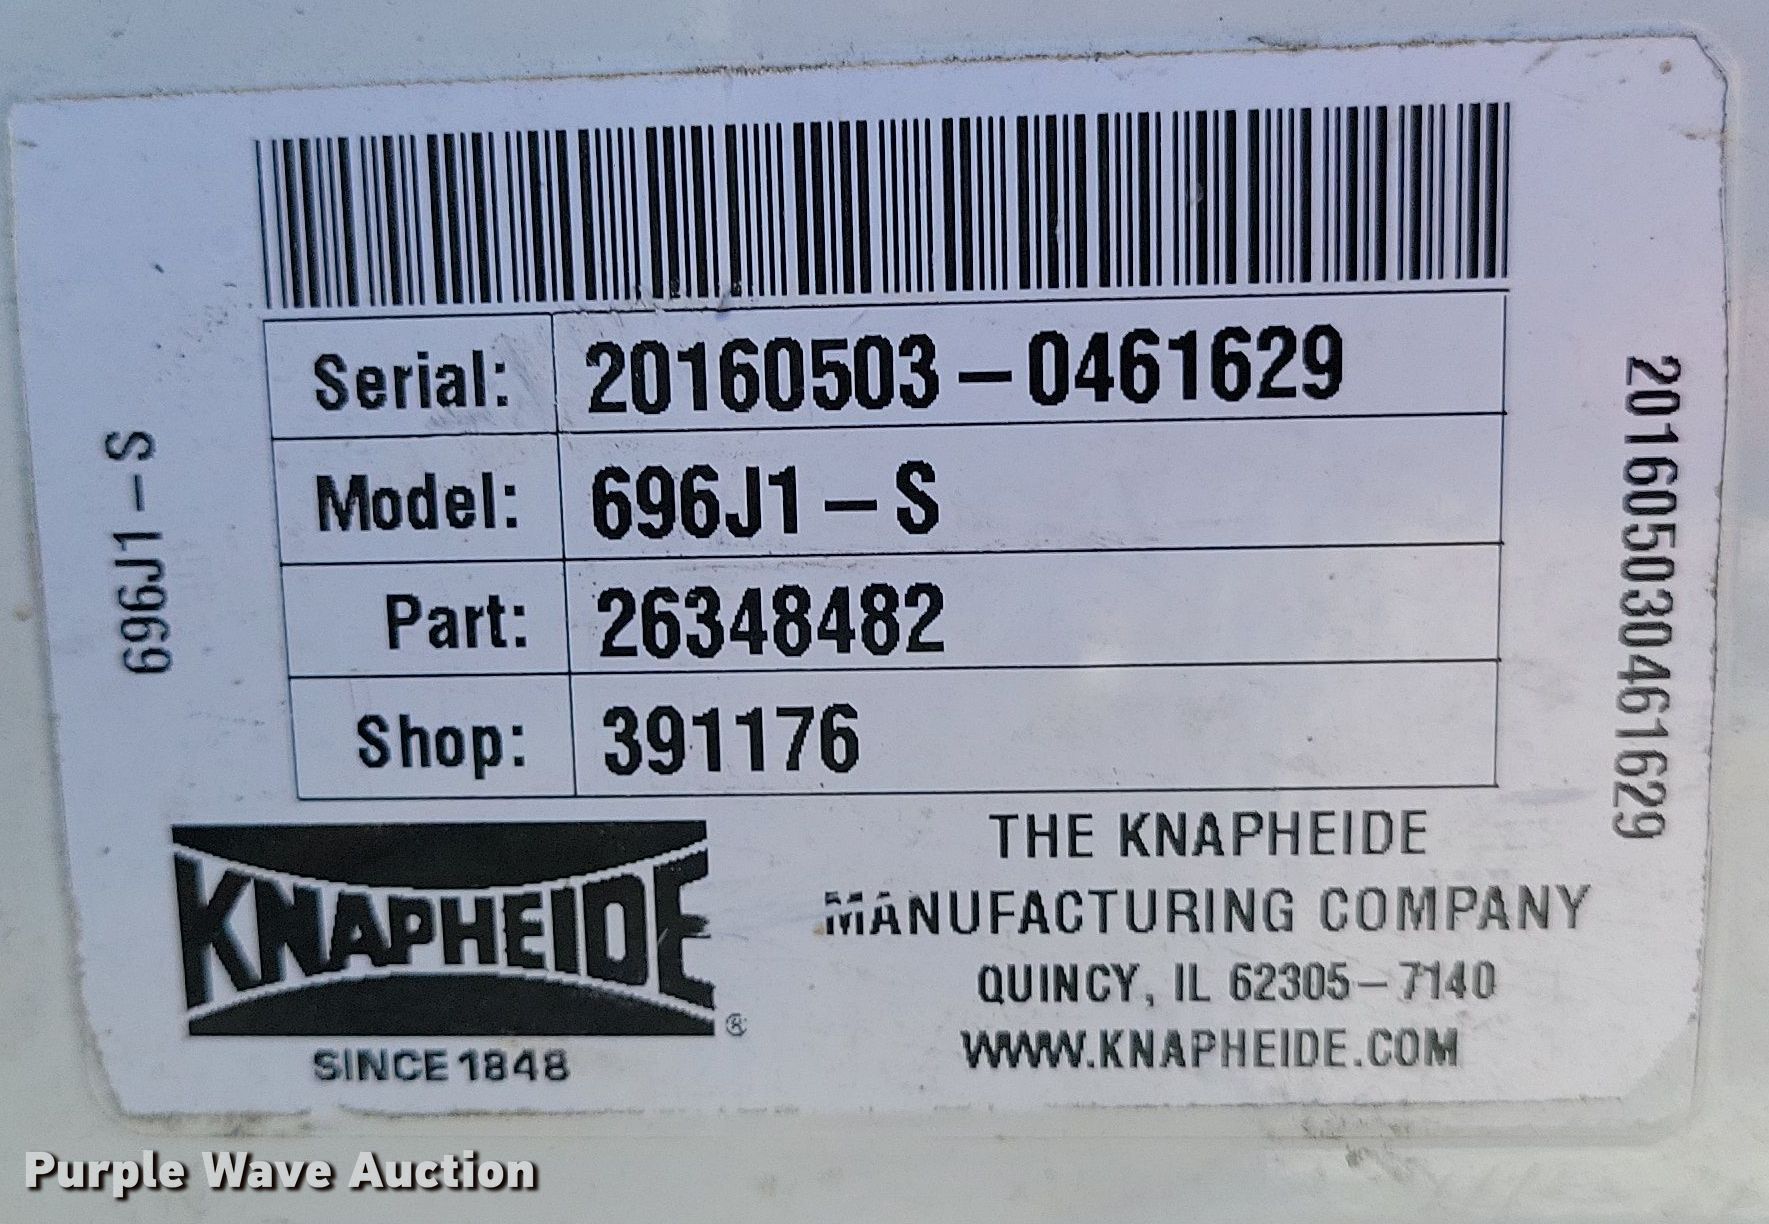 Serial: 20160503-0461629
Model: 696J1-S
Part: 26348482
Shop: 391176
696J1-S
201605030461629
KNAPHEIDE®
SINCE 1848
THE KNAPHEIDE
MANUFACTURING COMPANY
QUINCY, IL 62305-7140
WWW.KNAPHEIDE.COM
Purple Wave Auction